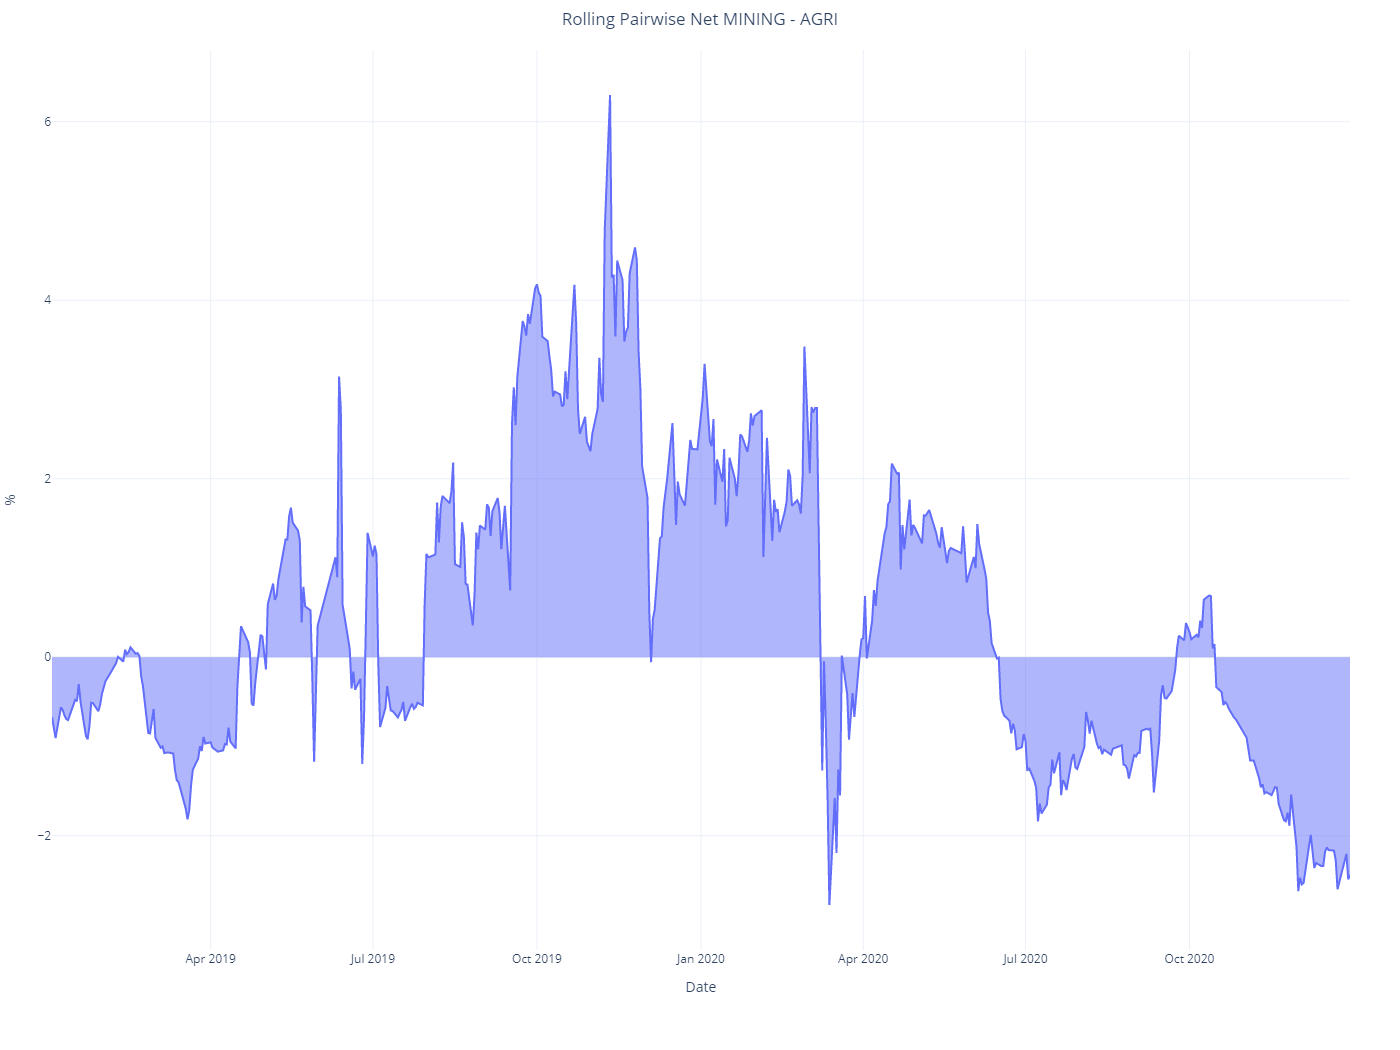 Rolling Pairwise Net MINING - AGRI
6
4
2
0
−2
%
Apr 2019
Jul 2019
Oct 2019
Jan 2020
Apr 2020
Jul 2020
Oct 2020
Date